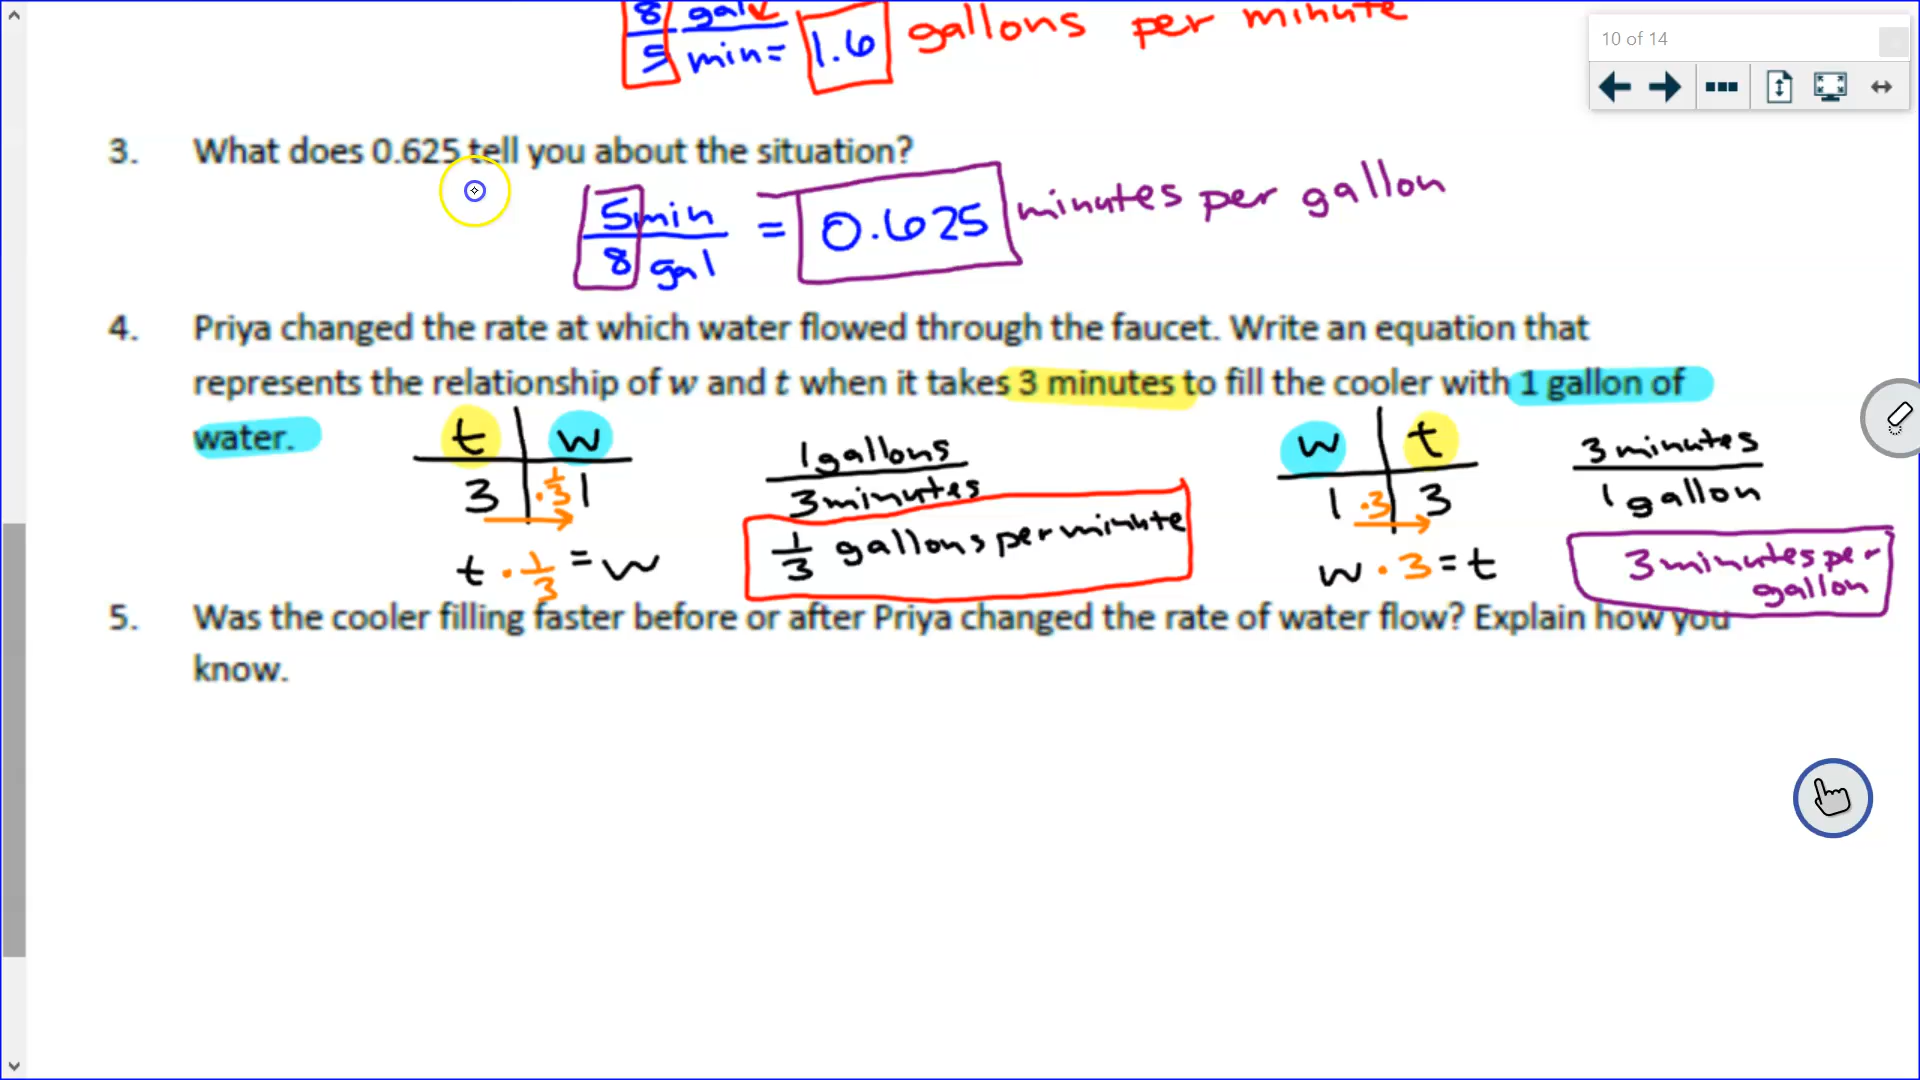 8 gal
5 min = 1.6 gallons per minute
10 of 14
3. What does 0.625 tell you about the situation?
5 min
8 gal = 0.625 minutes per gallon
4. Priya changed the rate at which water flowed through the faucet. Write an equation that
represents the relationship of w and t when it takes 3 minutes to fill the cooler with 1 gallon of
water.
t w
3 · 1/3 1
t · 1/3 = w
1 gallons
3 minutes
1/3 gallons per minute
w t
1 · 3 3
w · 3 = t
3 minutes
1 gallon
3 minutes per
gallon
5. Was the cooler filling faster before or after Priya changed the rate of water flow? Explain how you
know.